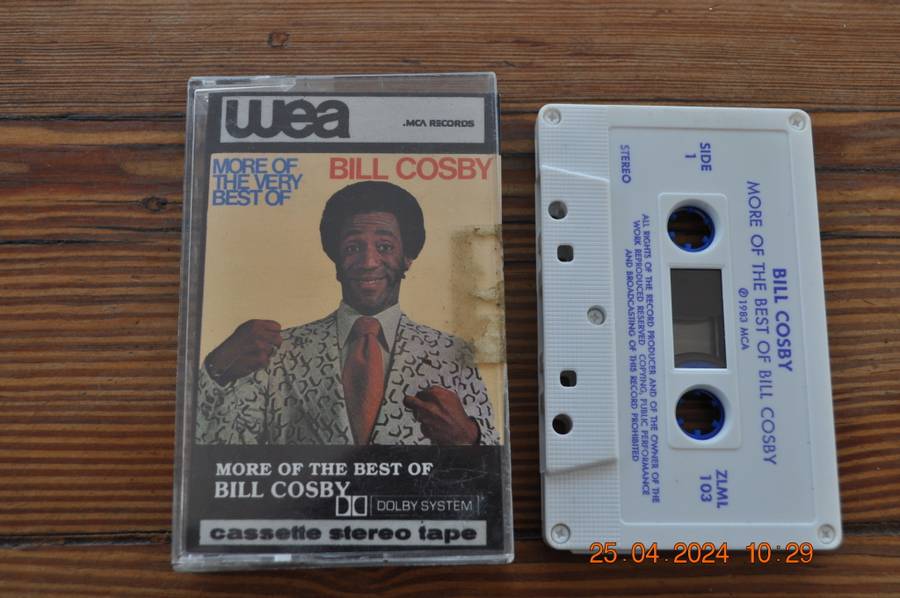 wea
.MCA RECORDS
MORE OF
THE VERY
BEST OF
BILL COSBY
MORE OF THE BEST OF
BILL COSBY
DOLBY SYSTEM
cassette stereo tape
BILL COSBY
MORE OF THE BEST OF BILL COSBY
℗1983 MCA
SIDE
1
STEREO
ZLML
103
ALL RIGHTS OF THE RECORD PRODUCER AND OF THE OWNER OF THE
WORK REPRODUCED RESERVED COPYING, PUBLIC PERFORMANCE
AND BROADCASTING OF THIS RECORD PROHIBITED
25.04.2024 10:29